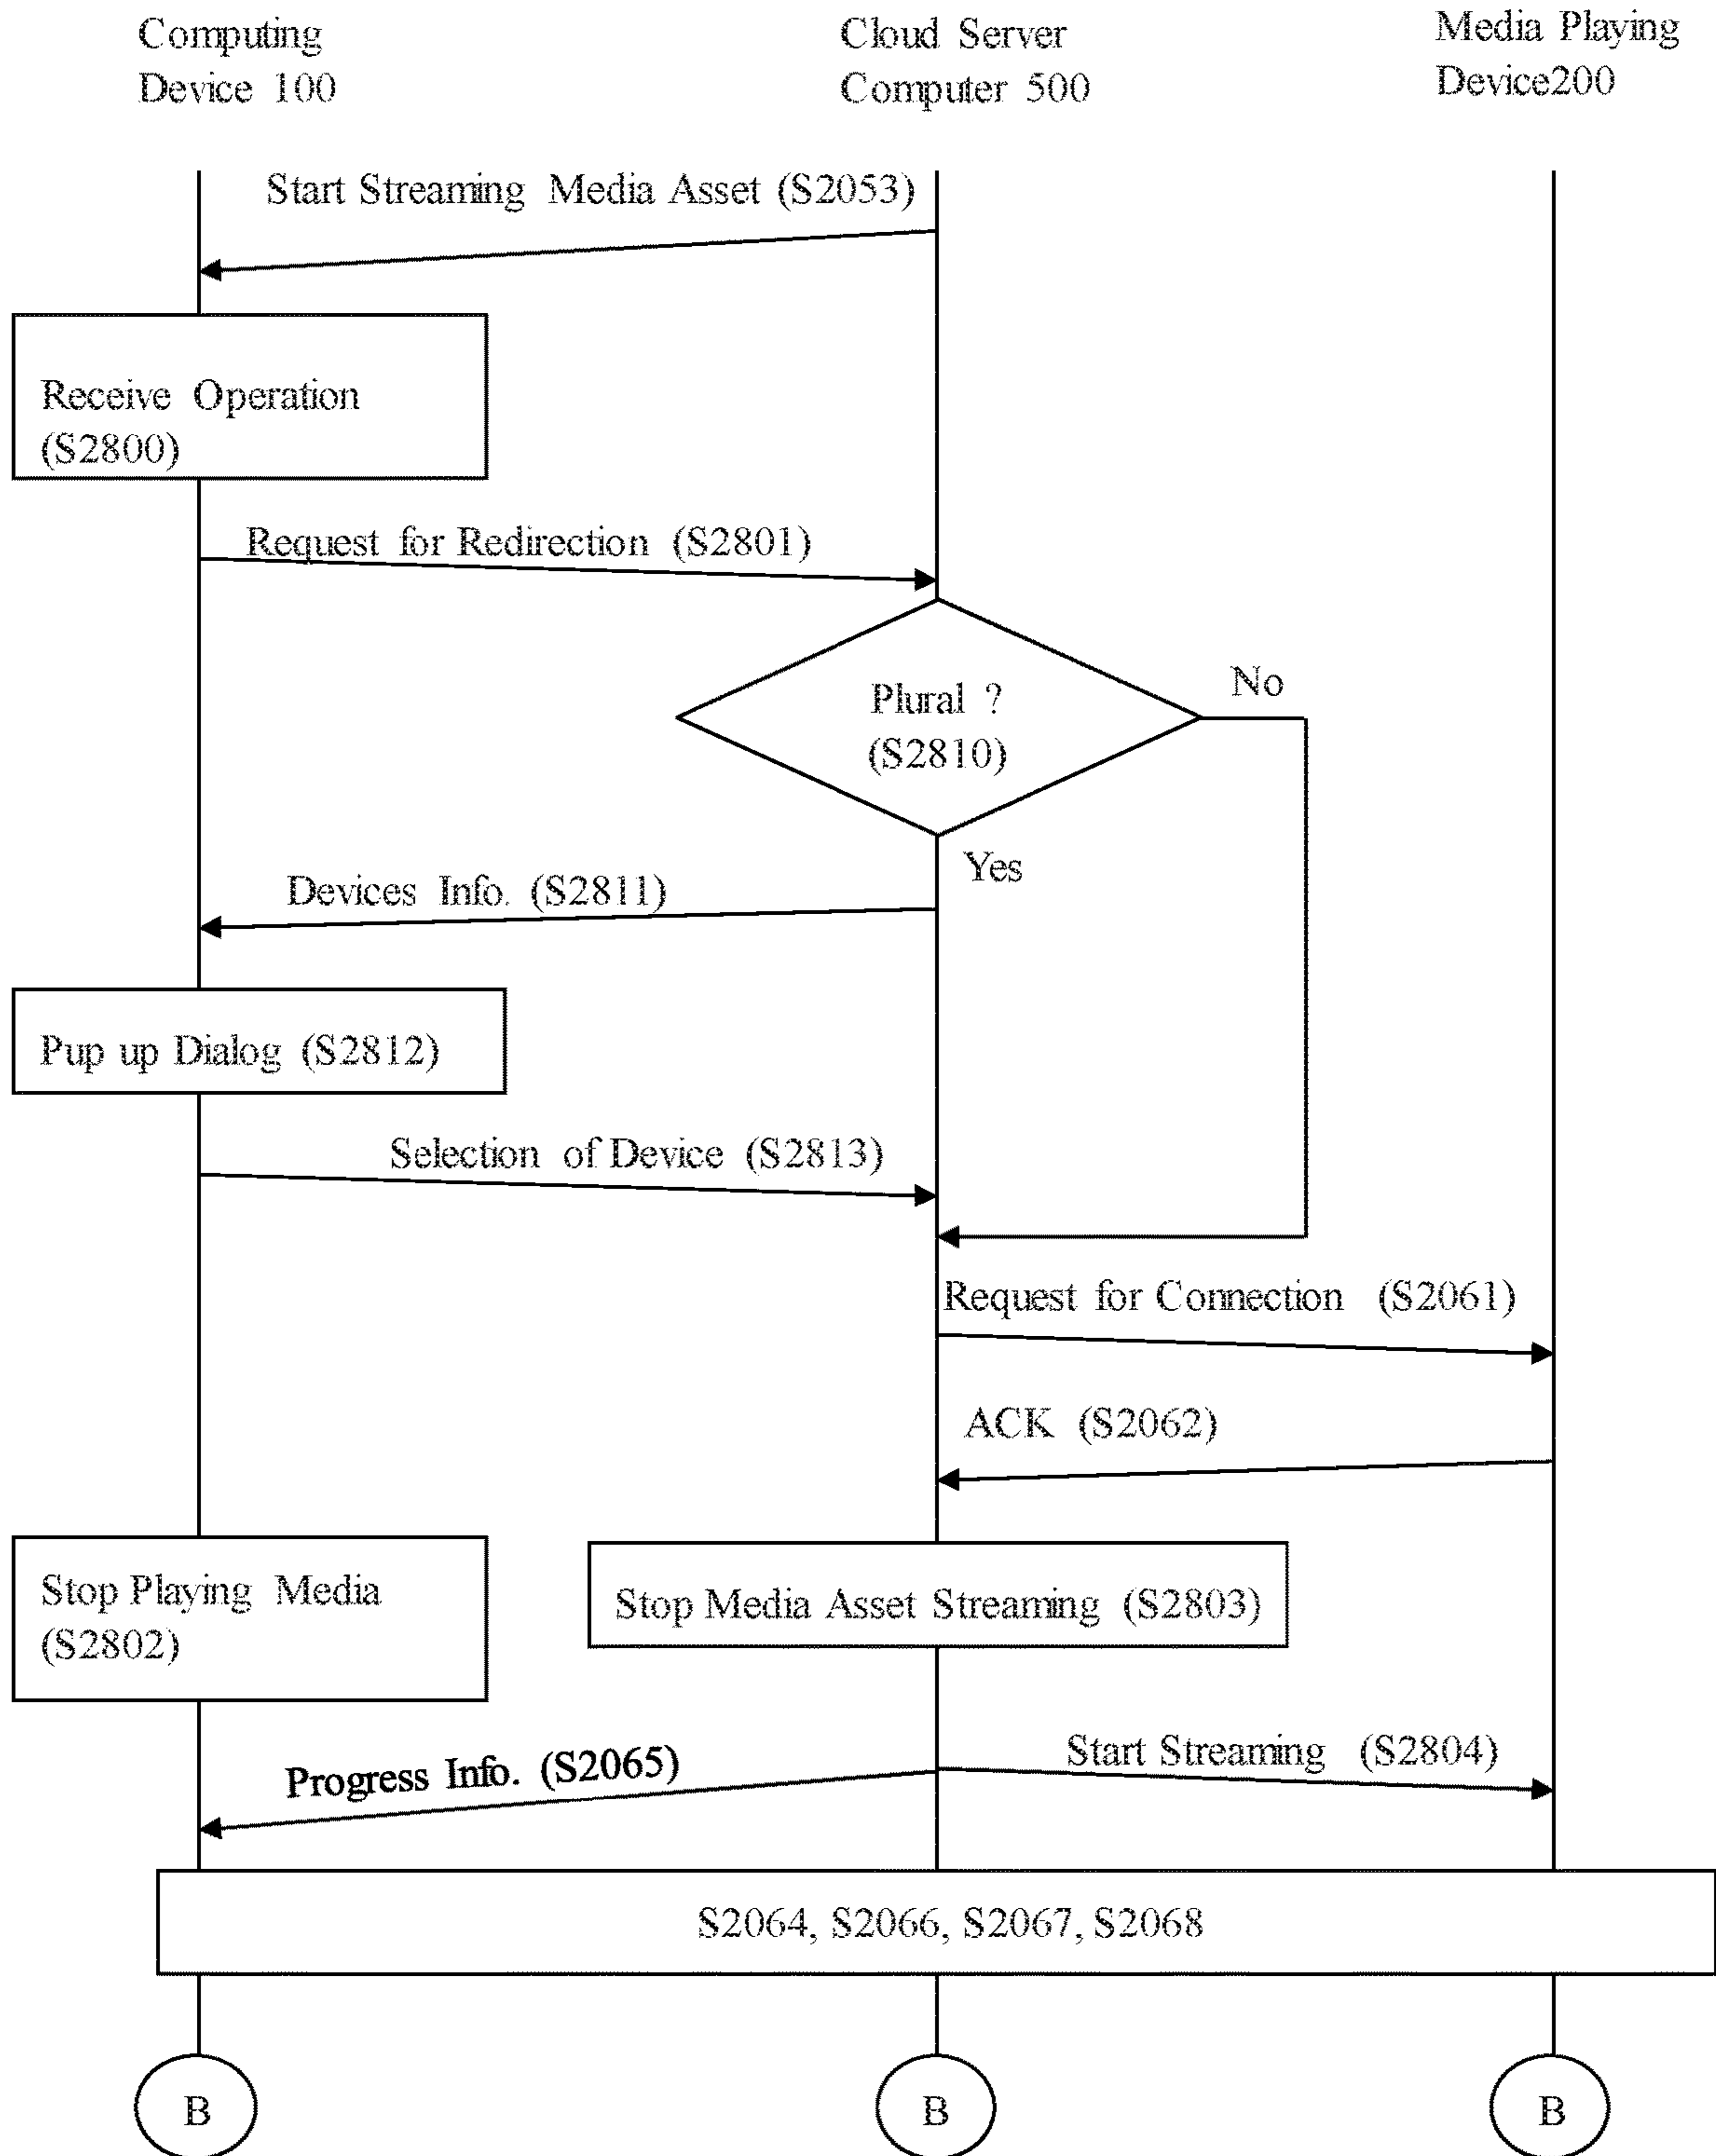 Computing
Device 100
Cloud Server
Computer 500
Media Playing
Device200
Start Streaming Media Asset (S2053)
Receive Operation
(S2800)
Request for Redirection (S2801)
Plural ?
(S2810)
No
Yes
Devices Info. (S2811)
Pup up Dialog (S2812)
Selection of Device (S2813)
Request for Connection (S2061)
ACK (S2062)
Stop Playing Media
(S2802)
Stop Media Asset Streaming (S2803)
Progress Info. (S2065)
Start Streaming (S2804)
S2064, S2066, S2067, S2068
B
B
B